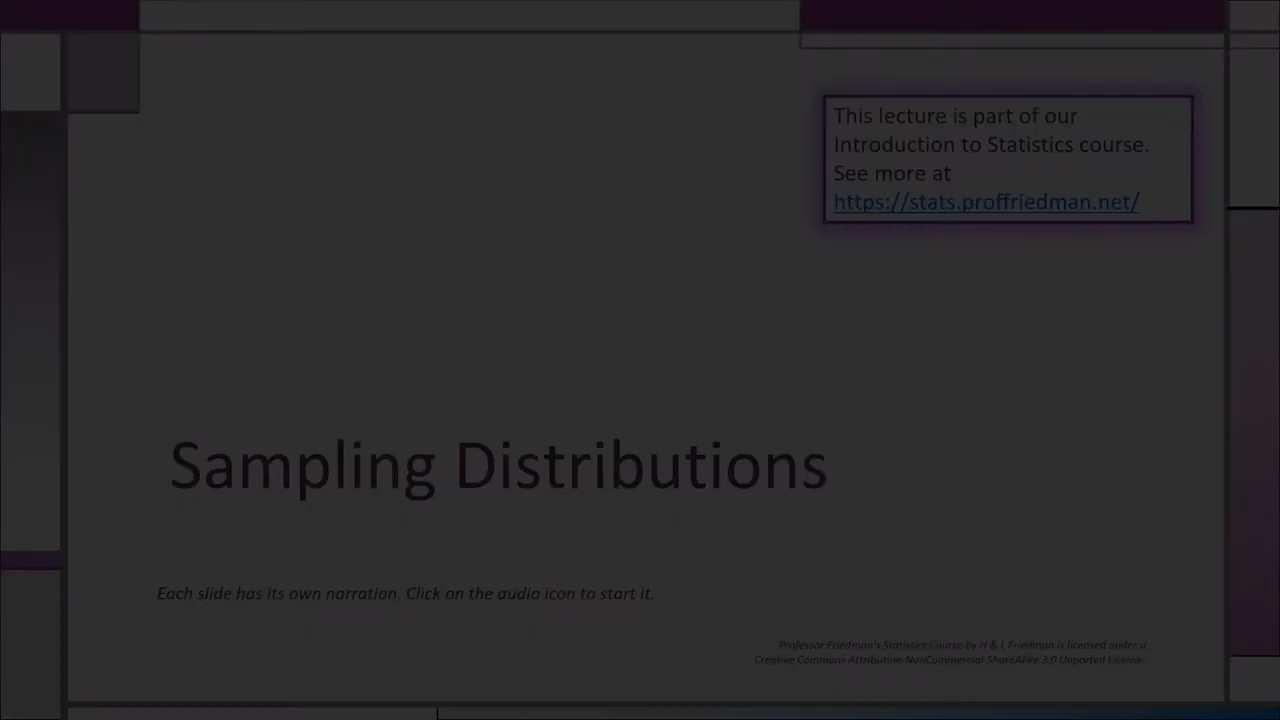 This lecture is part of our
Introduction to Statistics course.
See more at
https://stats.proffriedman.net/
Sampling Distributions
Each slide has its own narration. Click on the audio icon to start it.
Professor Friedman's Statistics Course by H & L Friedman is licensed under a
Creative Commons Attribution-NonCommercial-ShareAlike 3.0 Unported License.